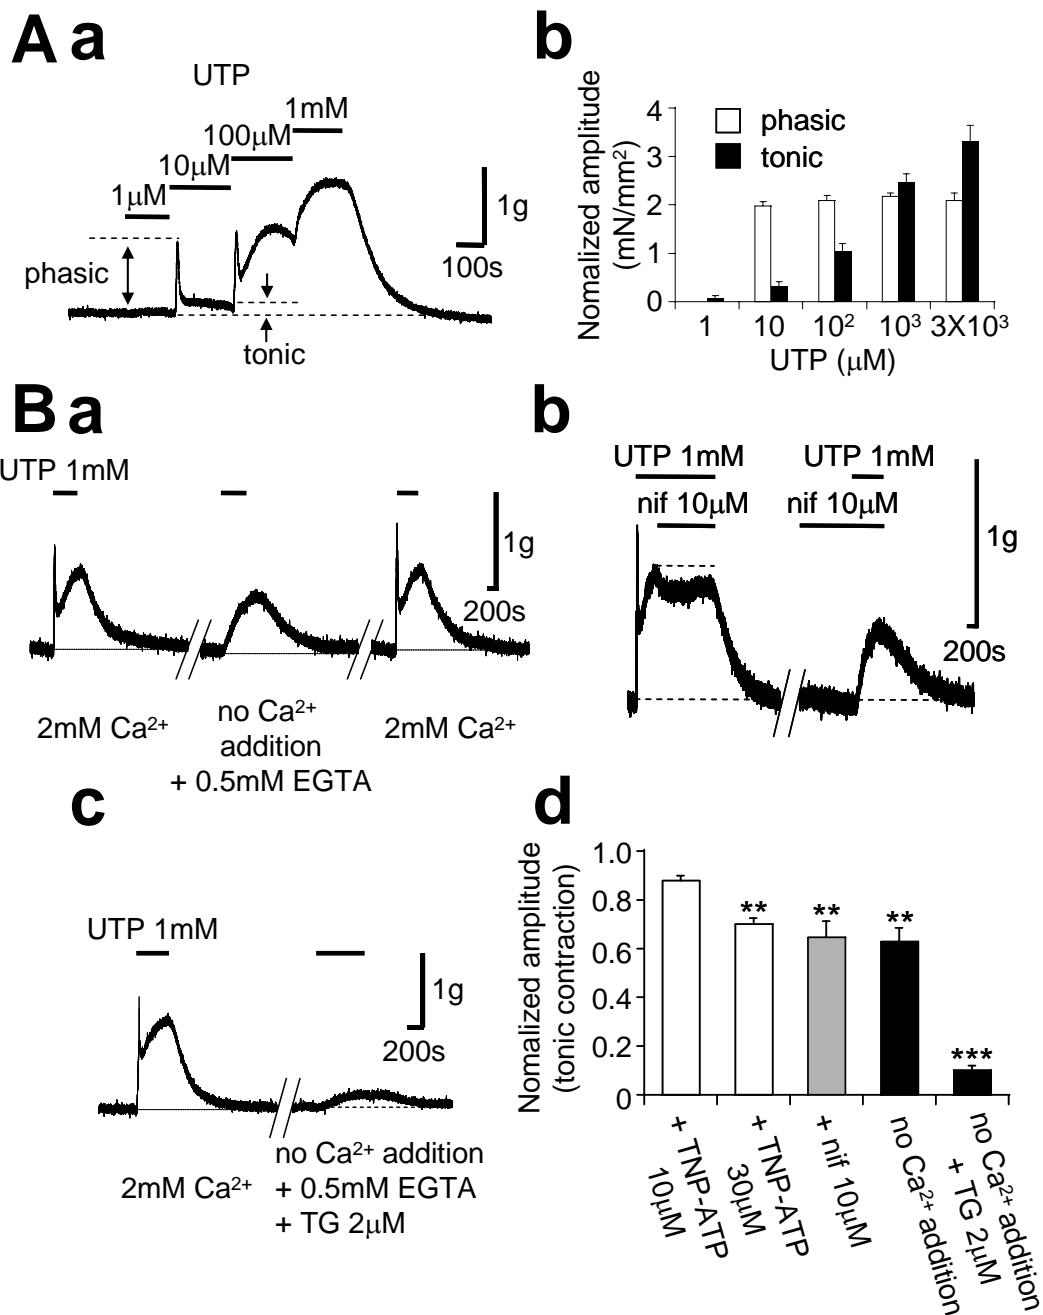 A a
UTP
1mM
100μM
10μM
1μM
phasic
tonic
1g
100s
b
Nomalized amplitude
(mN/mm²)
4
3
2
1
0
phasic
tonic
1 10 10² 10³ 3X10³
UTP (μM)
B a
UTP 1mM
1g
200s
2mM Ca²⁺
no Ca²⁺
addition
+ 0.5mM EGTA
2mM Ca²⁺
b
UTP 1mM
nif 10μM
UTP 1mM
nif 10μM
1g
200s
c
UTP 1mM
1g
200s
2mM Ca²⁺
no Ca²⁺ addition
+ 0.5mM EGTA
+ TG 2μM
d
Nomalized amplitude
(tonic contraction)
1.0
0.8
0.6
0.4
0.2
0
**
**
**
***
+ TNP-ATP
10μM
+ TNP-ATP
30μM
+ nif 10μM
no Ca²⁺ addition
no Ca²⁺ addition
+ TG 2μM